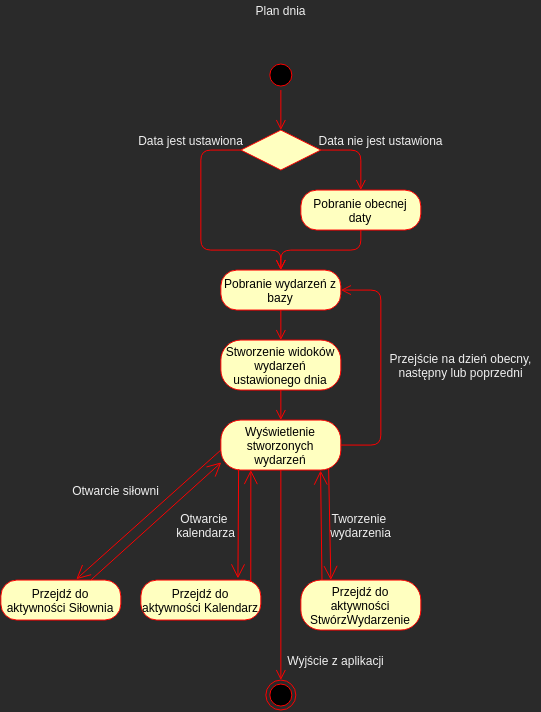 Plan dnia
Data jest ustawiona
Data nie jest ustawiona
Pobranie obecnej
daty
Pobranie wydarzeń z
bazy
Stworzenie widoków
wydarzeń
ustawionego dnia
Przejście na dzień obecny,
następny lub poprzedni
Wyświetlenie
stworzonych
wydarzeń
Otwarcie siłowni
Otwarcie
kalendarza
Tworzenie
wydarzenia
Przejdź do
aktywności Siłownia
Przejdź do
aktywności Kalendarz
Przejdź do
aktywności
StwórzWydarzenie
Wyjście z aplikacji